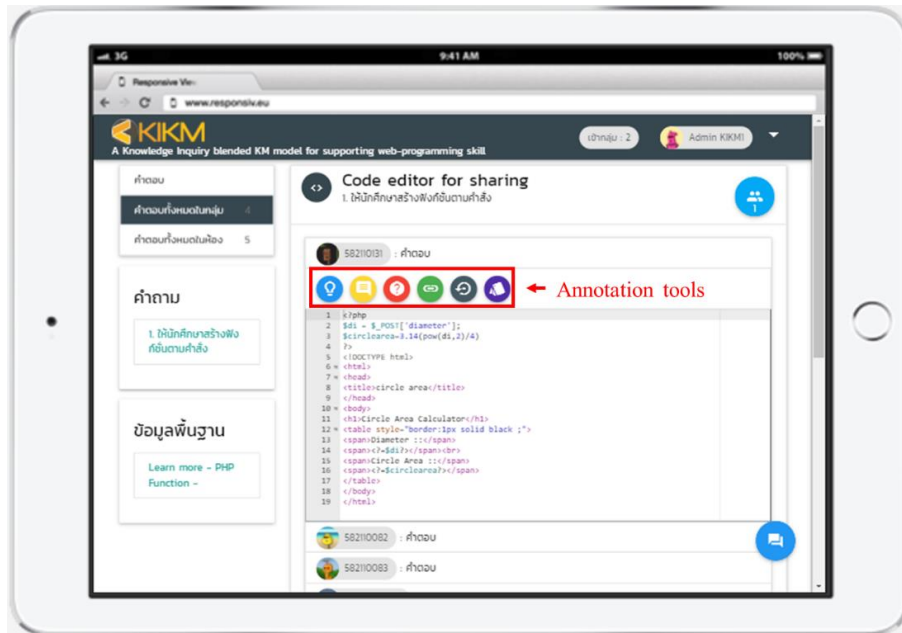 3G
9:41 AM
100%
Responsive View
www.responsiv.eu
KIKM
A Knowledge Inquiry blended KM model for supporting web-programming skill
เข้ากลุ่ม : 2
Admin KIKM1
คำตอบ
คำตอบทั้งหมดในกลุ่ม 4
คำตอบทั้งหมดในห้อง 5
คำถาม
1. ให้นักศึกษาสร้างฟัง
ก์ชันตามคำสั่ง
ข้อมูลพื้นฐาน
Learn more - PHP
Function -
Code editor for sharing
1. ให้นักศึกษาสร้างฟังก์ชันตามคำสั่ง
1
582110131 : คำตอบ
Annotation tools
1 <?php
2 $di = $_POST['diameter'];
3 $circlearea=3.14(pow(di,2)/4)
4 ?>
5 <!DOCTYPE html>
6 <html>
7 <head>
8 <title>circle area</title>
9 </head>
10 <body>
11 <h1>Circle Area Calculator</h1>
12 <table style="border:1px solid black ;">
13 <span>Diameter ::</span>
14 <span><?=$di?></span><br>
15 <span>Circle Area ::</span>
16 <span><?=$circlearea?></span>
17 </table>
18 </body>
19 </html>
582110082 : คำตอบ
582110083 : คำตอบ